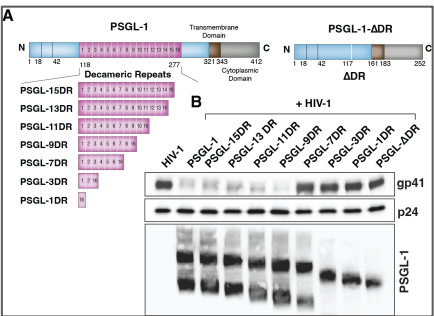 A
PSGL-1
Transmembrane
Domain
PSGL-1-ΔDR
N
1 2 3 4 5 6 7 8 9 10 11 12 13 14 15 16
C
N
C
1 18 42 118 277 321 343 412
1 18 42 117 161 183 252
Cytoplasmic
Domain
ΔDR
Decameric Repeats
PSGL-15DR
PSGL-13DR
PSGL-11DR
PSGL-9DR
PSGL-7DR
PSGL-3DR
1 2 16
PSGL-1DR
16
B
+ HIV-1
HIV-1
PSGL-1
PSGL-15DR
PSGL-13 DR
PSGL-11DR
PSGL-9DR
PSGL-7DR
PSGL-3DR
PSGL-1DR
PSGL-ΔDR
gp41
p24
PSGL-1